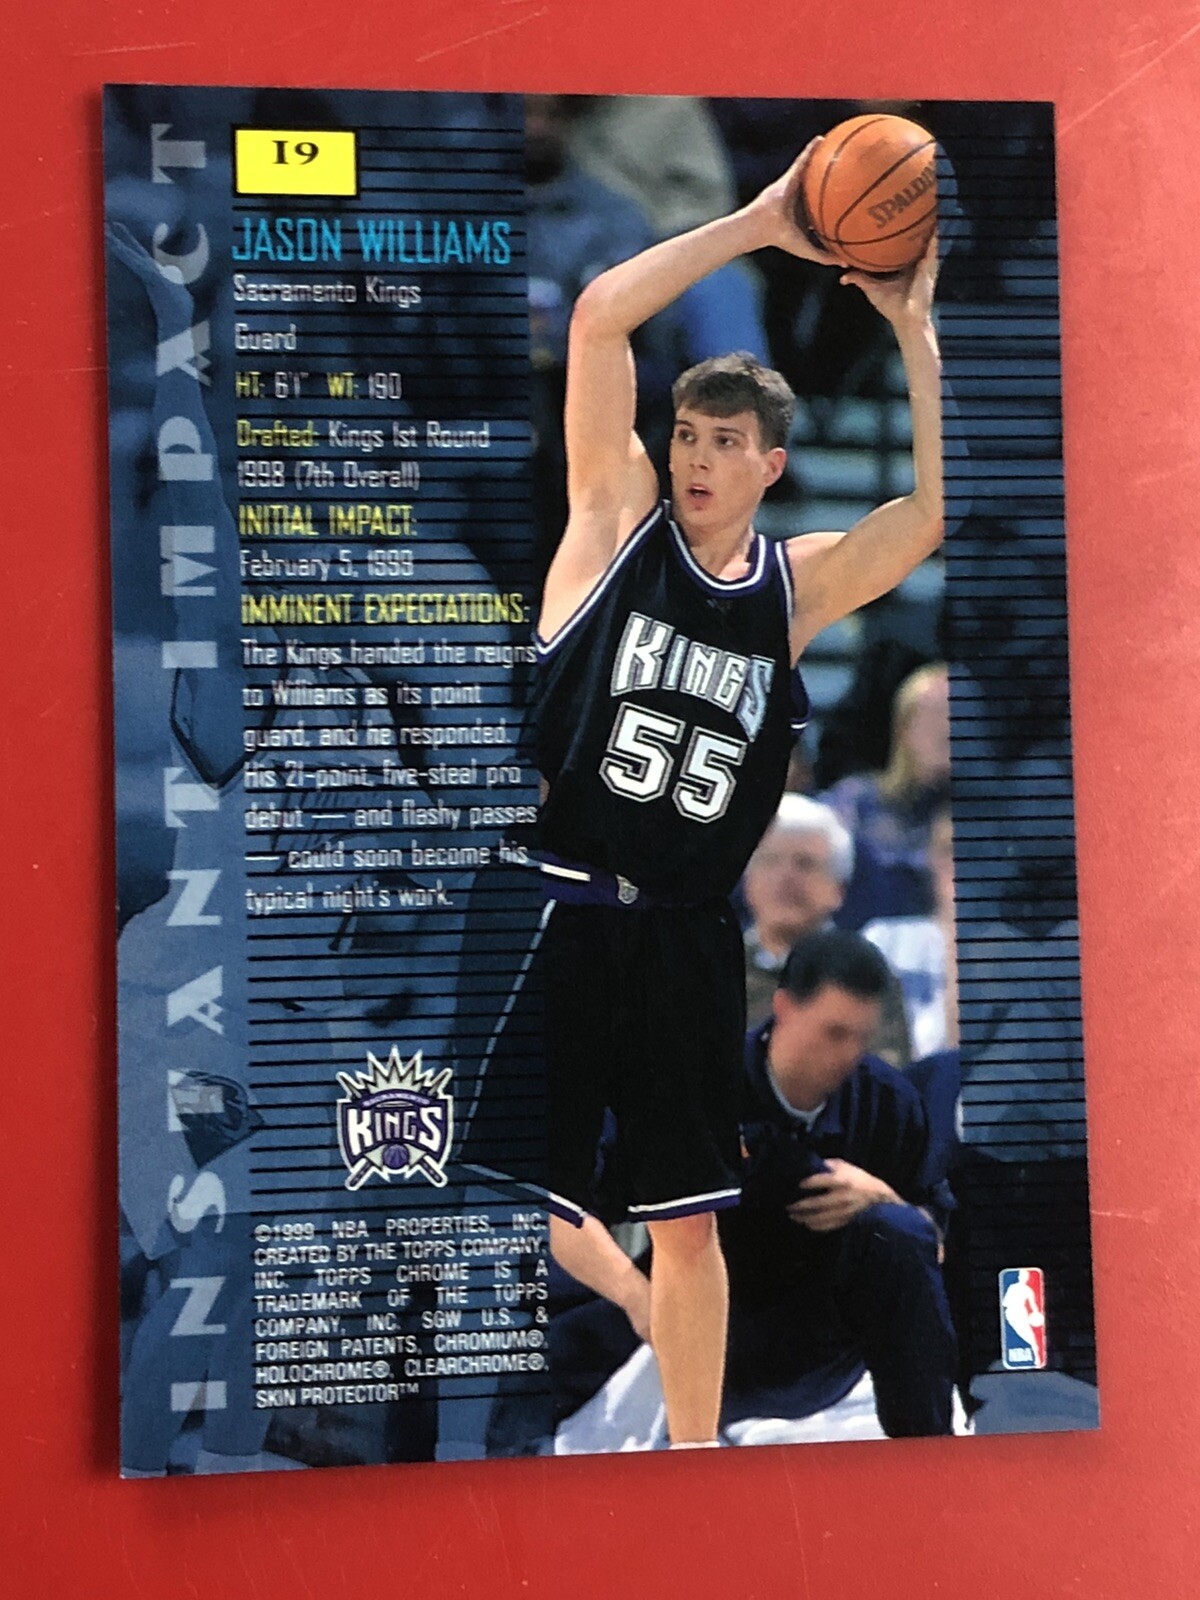 I9
JASON WILLIAMS
Sacramento Kings
Guard
HT: 6'1" WT: 190
Drafted: Kings 1st Round
1998 (7th Overall)
INITIAL IMPACT:
February 5, 1999
IMMINENT EXPECTATIONS:
The Kings handed the reigns
to Williams as its point
guard, and he responded.
His 21-point, five-steal pro
debut — and flashy passes
— could soon become his
typical night's work.
INSTANT IMPACT
SPALDING
KINGS
55
SACRAMENTO
KINGS
©1999 NBA PROPERTIES, INC.
CREATED BY THE TOPPS COMPANY,
INC. TOPPS CHROME IS A
TRADEMARK OF THE TOPPS
COMPANY, INC. SGW U.S. &
FOREIGN PATENTS, CHROMIUM®,
HOLOCHROME®, CLEARCHROME®,
SKIN PROTECTOR™
NBA